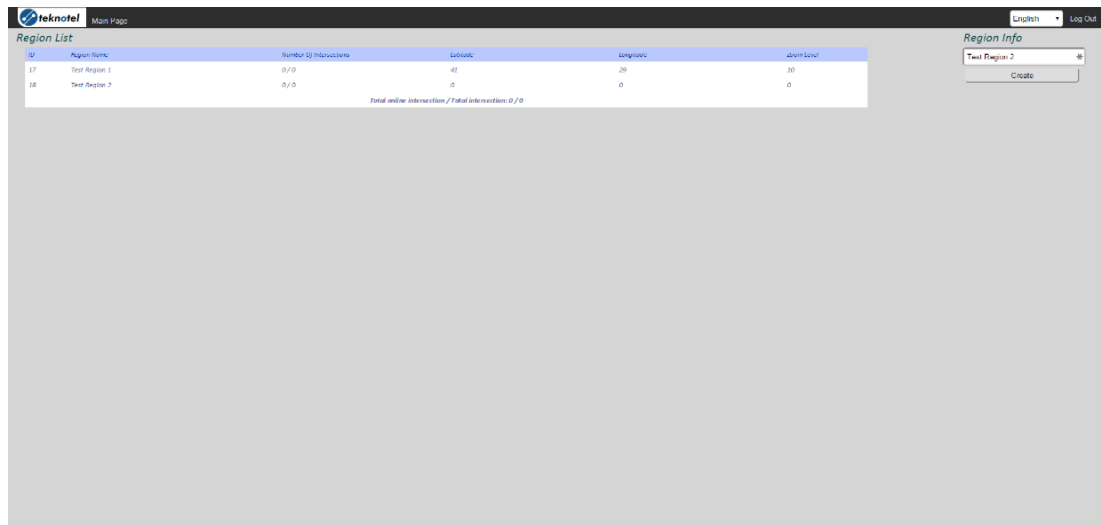 teknotel Main Page English Log Out
Region List Region Info
ID Region Name Number Of Intersections Latitude Longitude Zoom Level
Test Region 2
17 Test Region 1 0 / 0 41 29 10
Create
18 Test Region 2 0 / 0 0 0 0
Total online intersection / Total intersection: 0 / 0